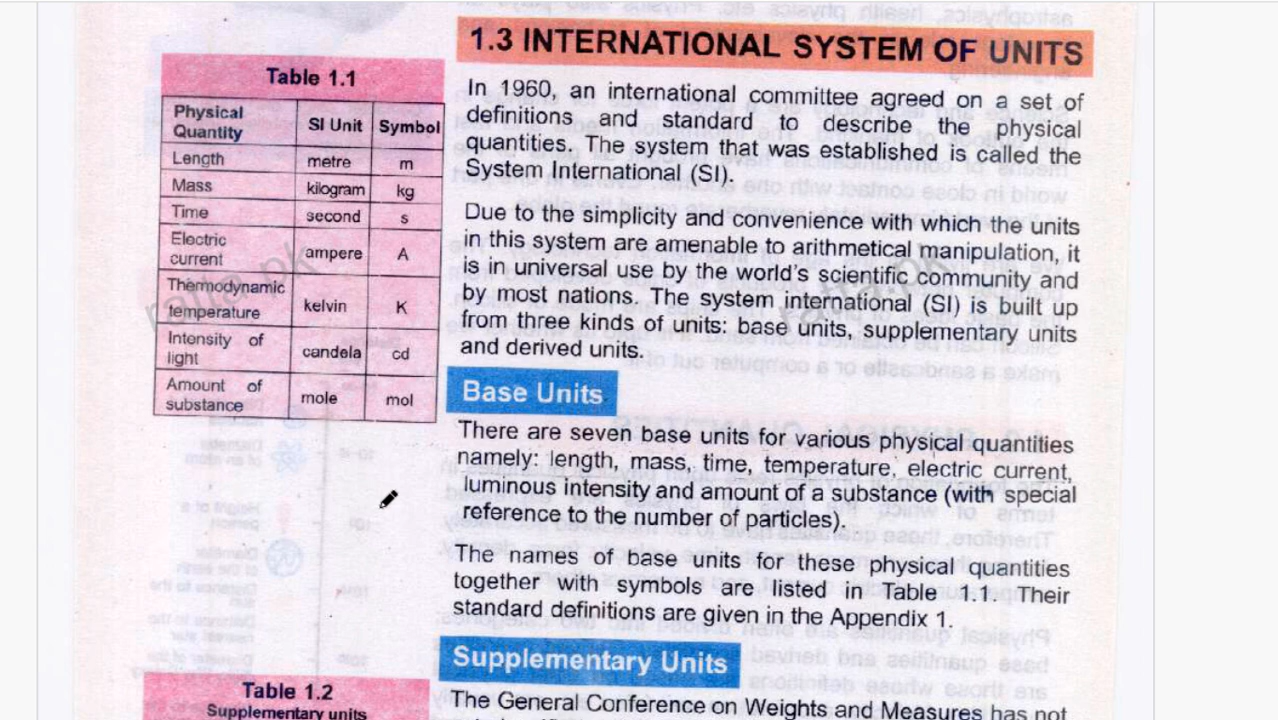 1.3 INTERNATIONAL SYSTEM OF UNITS
Table 1.1
Physical Quantity SI Unit Symbol
Length metre m
Mass kilogram kg
Time second s
Electric current ampere A
Thermodynamic temperature kelvin K
Intensity of light candela cd
Amount of substance mole mol
In 1960, an international committee agreed on a set of
definitions and standard to describe the physical
quantities. The system that was established is called the
System International (SI).
Due to the simplicity and convenience with which the units
in this system are amenable to arithmetical manipulation, it
is in universal use by the world's scientific community and
by most nations. The system international (SI) is built up
from three kinds of units: base units, supplementary units
and derived units.
Base Units
There are seven base units for various physical quantities
namely: length, mass, time, temperature, electric current,
luminous intensity and amount of a substance (with special
reference to the number of particles).
The names of base units for these physical quantities
together with symbols are listed in Table 1.1. Their
standard definitions are given in the Appendix 1.
Supplementary Units
The General Conference on Weights and Measures has not
Table 1.2
Supplementary units
ratta.pk